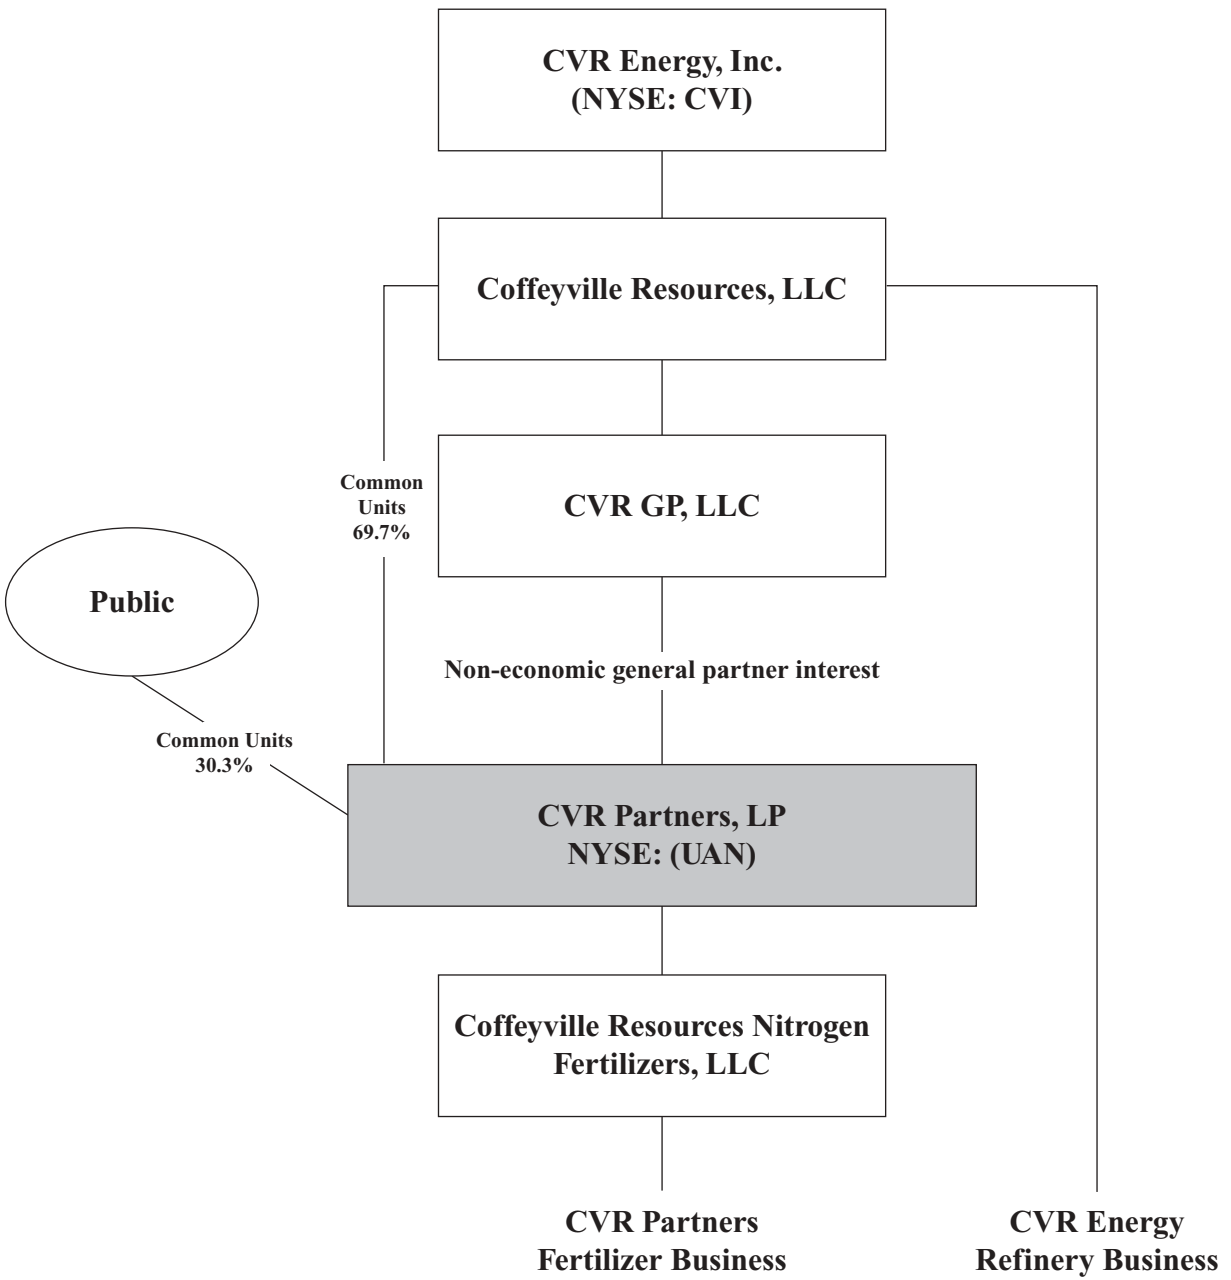 CVR Energy, Inc.
(NYSE: CVI)
Coffeyville Resources, LLC
Common
Units
69.7%
CVR GP, LLC
Public
Non-economic general partner interest
Common Units
30.3%
CVR Partners, LP
NYSE: (UAN)
Coffeyville Resources Nitrogen
Fertilizers, LLC
CVR Partners
Fertilizer Business
CVR Energy
Refinery Business